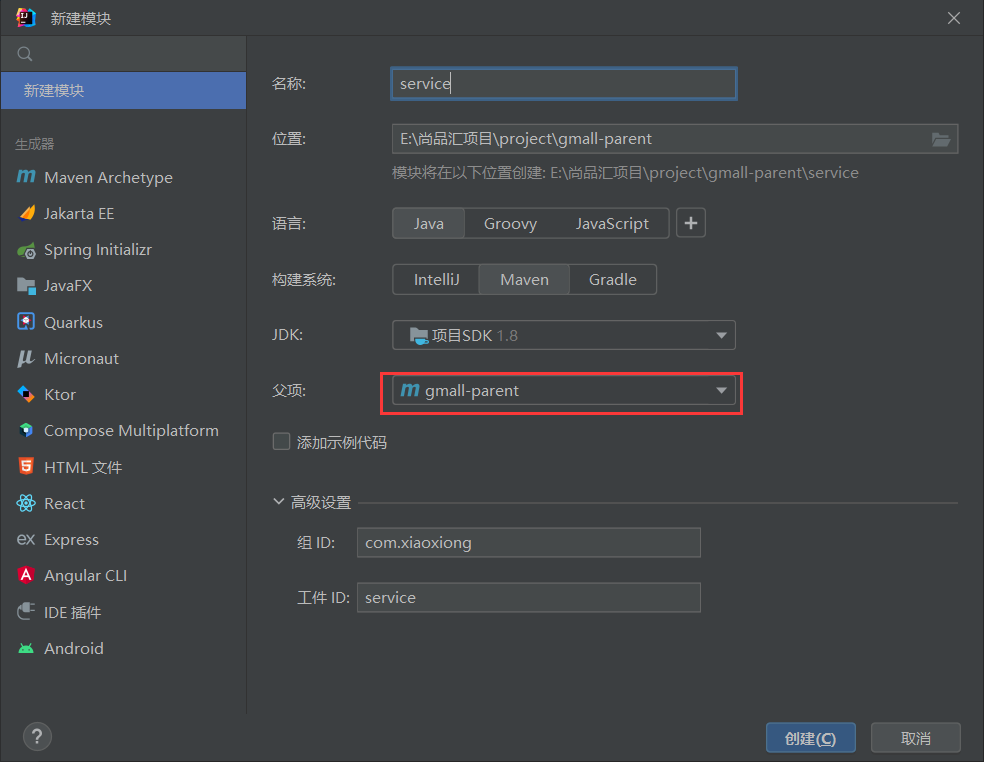 新建模块
新建模块
生成器
Maven Archetype
Jakarta EE
Spring Initializr
JavaFX
Quarkus
Micronaut
Ktor
Compose Multiplatform
HTML 文件
React
Express
Angular CLI
IDE 插件
Android
名称: service
位置: E:\尚品汇项目\project\gmall-parent
模块将在以下位置创建: E:\尚品汇项目\project\gmall-parent\service
语言: Java Groovy JavaScript +
构建系统: IntelliJ Maven Gradle
JDK: 项目SDK 1.8
父项: gmall-parent
添加示例代码
高级设置
组 ID: com.xiaoxiong
工件 ID: service
? 创建(C) 取消